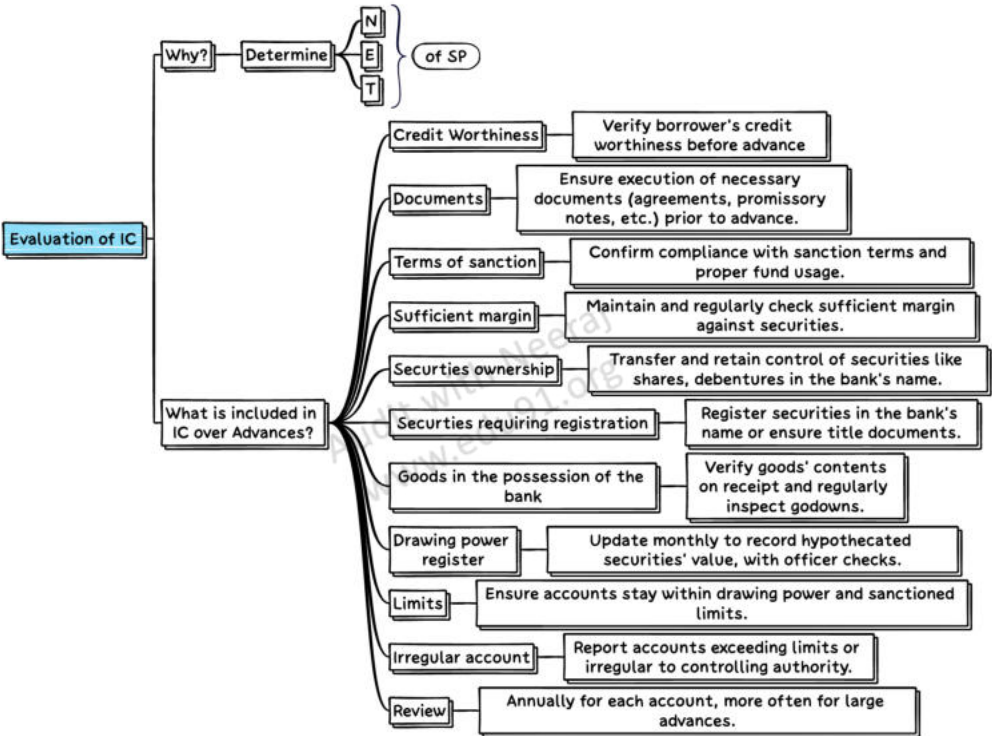 Evaluation of IC
Why?
Determine
N
E
T
of SP
What is included in
IC over Advances?
Credit Worthiness
Verify borrower's credit
worthiness before advance
Documents
Ensure execution of necessary
documents (agreements, promissory
notes, etc.) prior to advance.
Terms of sanction
Confirm compliance with sanction terms and
proper fund usage.
Sufficient margin
Maintain and regularly check sufficient margin
against securities.
Securties ownership
Transfer and retain control of securities like
shares, debentures in the bank's name.
Securties requiring registration
Register securities in the bank's
name or ensure title documents.
Goods in the possession of the
bank
Verify goods' contents
on receipt and regularly
inspect godowns.
Drawing power
register
Update monthly to record hypothecated
securities' value, with officer checks.
Limits
Ensure accounts stay within drawing power and sanctioned
limits.
Irregular account
Report accounts exceeding limits or
irregular to controlling authority.
Review
Annually for each account, more often for large
advances.
Audit with Neeraj
www.edu91.org